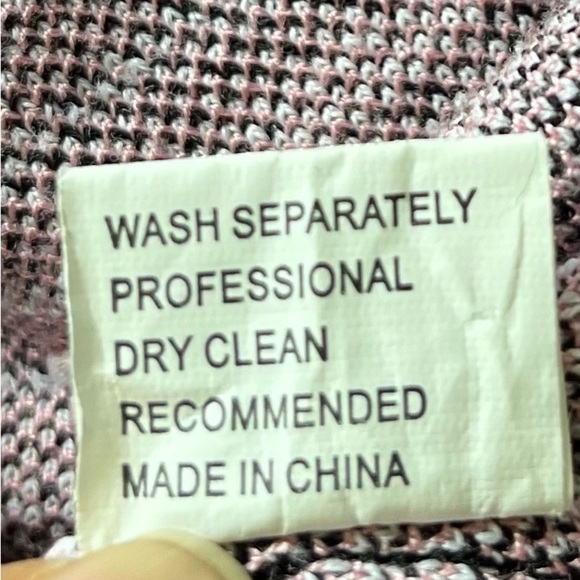 WASH SEPARATELY
PROFESSIONAL
DRY CLEAN
RECOMMENDED
MADE IN CHINA